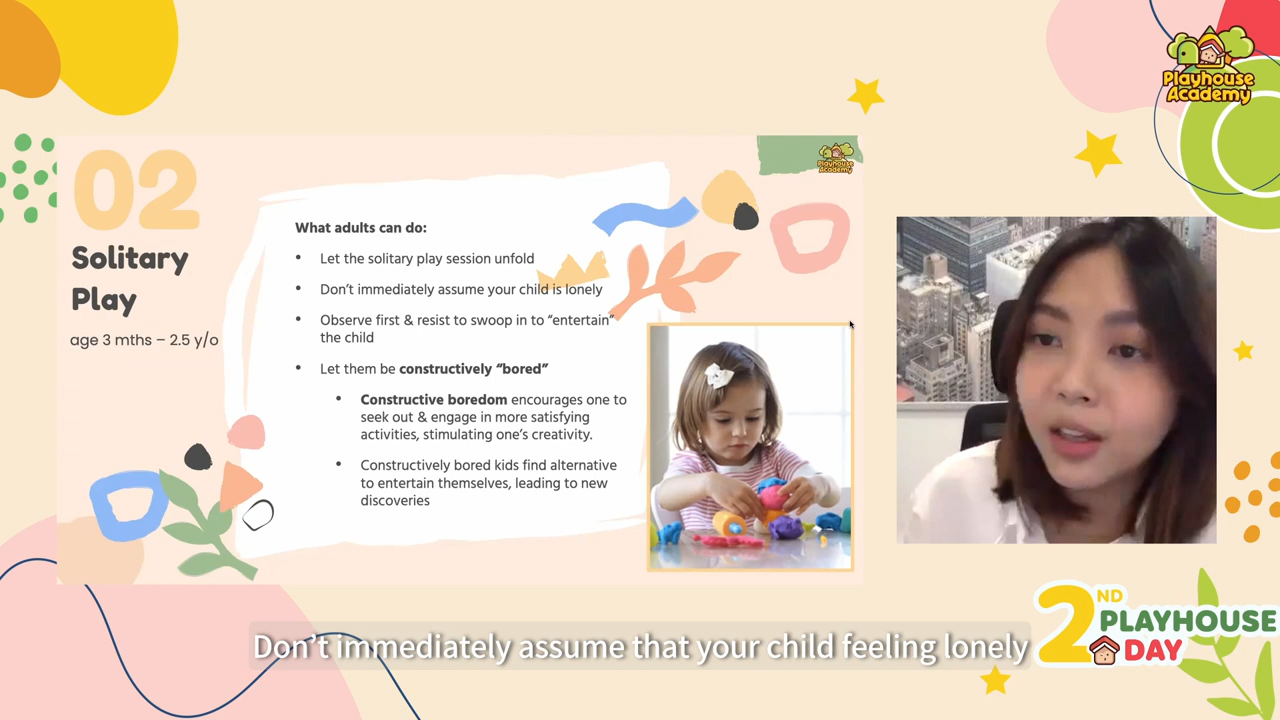 Playhouse
Academy
Playhouse
Academy
02
Solitary
Play
age 3 mths – 2.5 y/o
What adults can do:
• Let the solitary play session unfold
• Don’t immediately assume your child is lonely
• Observe first & resist to swoop in to “entertain”
the child
• Let them be constructively “bored”
• Constructive boredom encourages one to
seek out & engage in more satisfying
activities, stimulating one’s creativity.
• Constructively bored kids find alternative
to entertain themselves, leading to new
discoveries
Don’t immediately assume that your child feeling lonely
2ND
PLAYHOUSE
DAY